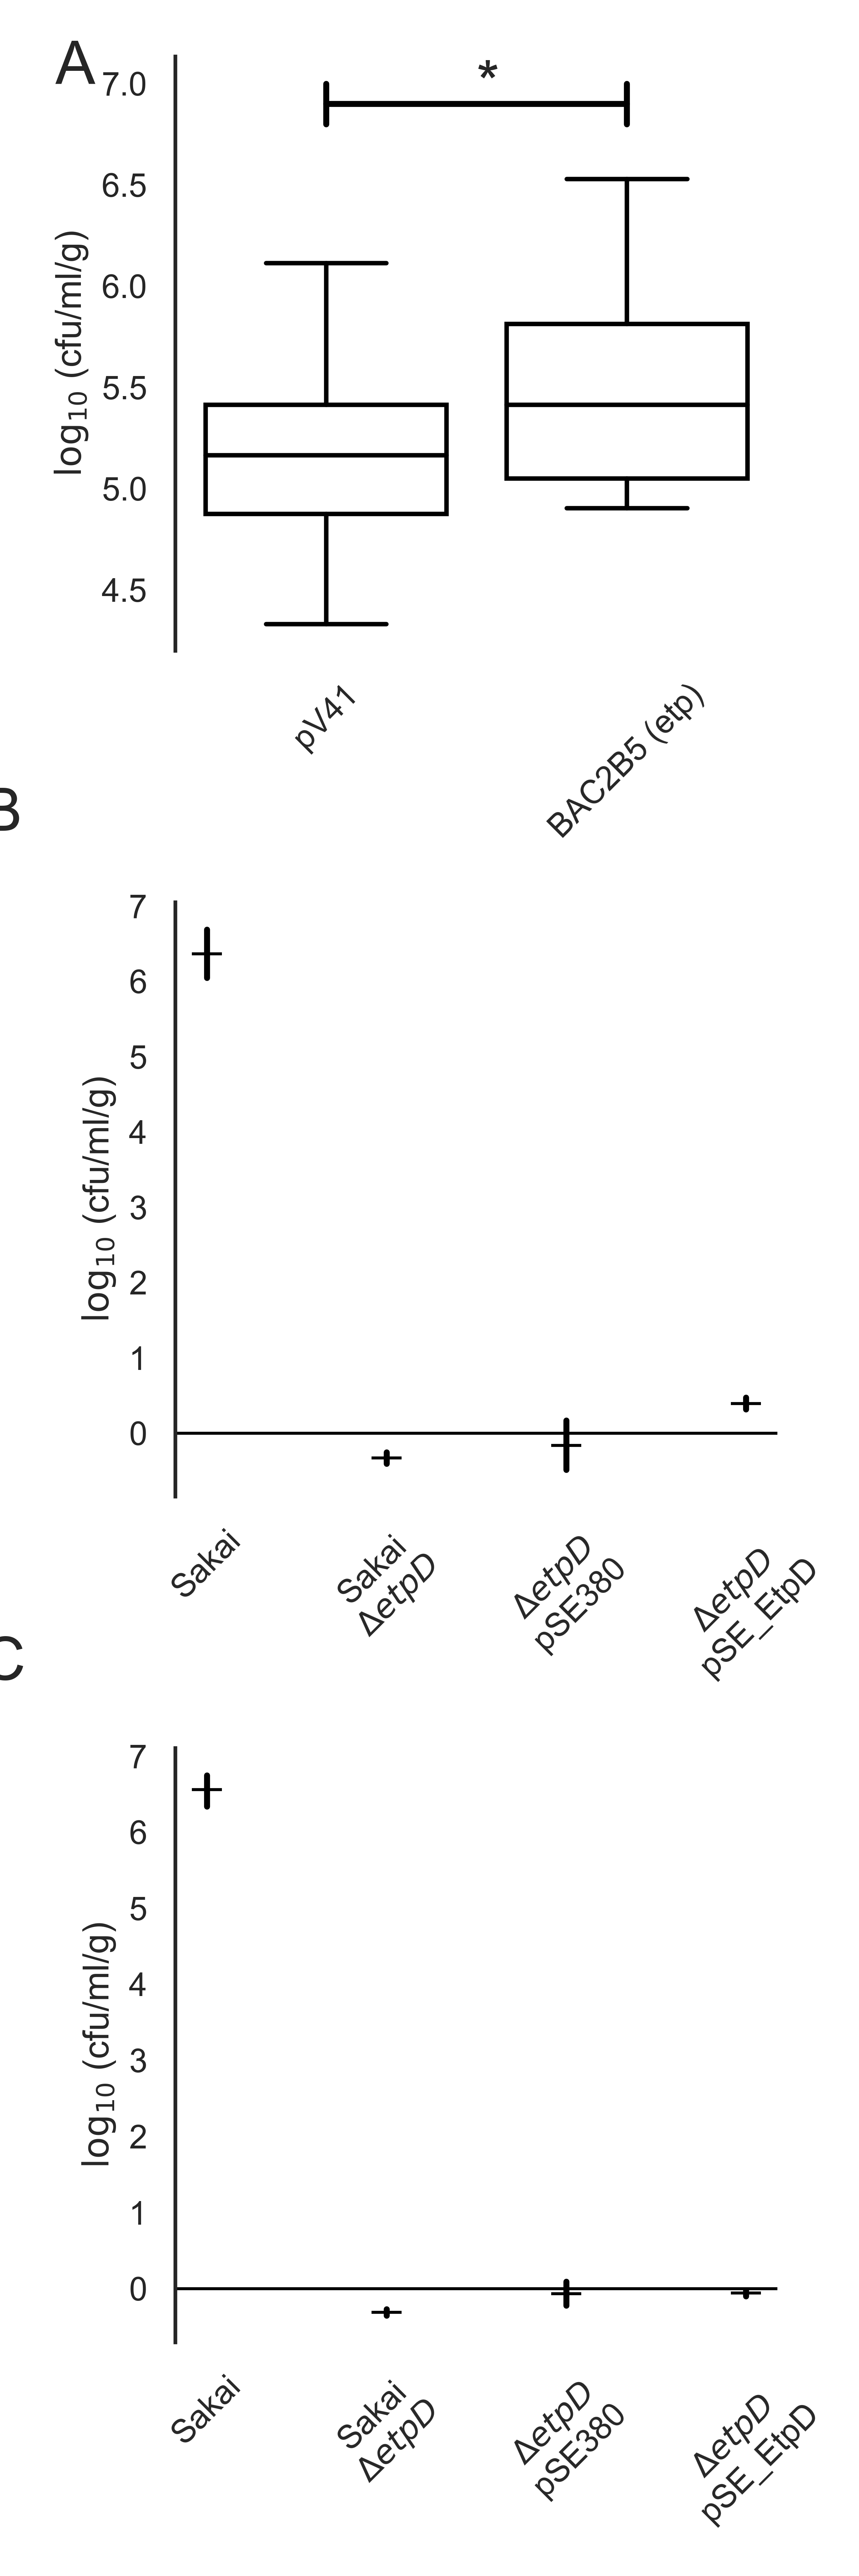 A
*
7.0
6.5
6.0
5.5
5.0
4.5
log10 (cfu/ml/g)
pV41
BAC2B5 (etp)
B
7
6
5
4
3
2
1
0
log10 (cfu/ml/g)
Sakai
Sakai
ΔetpD
ΔetpD
pSE380
ΔetpD
pSE_EtpD
C
7
6
5
4
3
2
1
0
log10 (cfu/ml/g)
Sakai
Sakai
ΔetpD
ΔetpD
pSE380
ΔetpD
pSE_EtpD